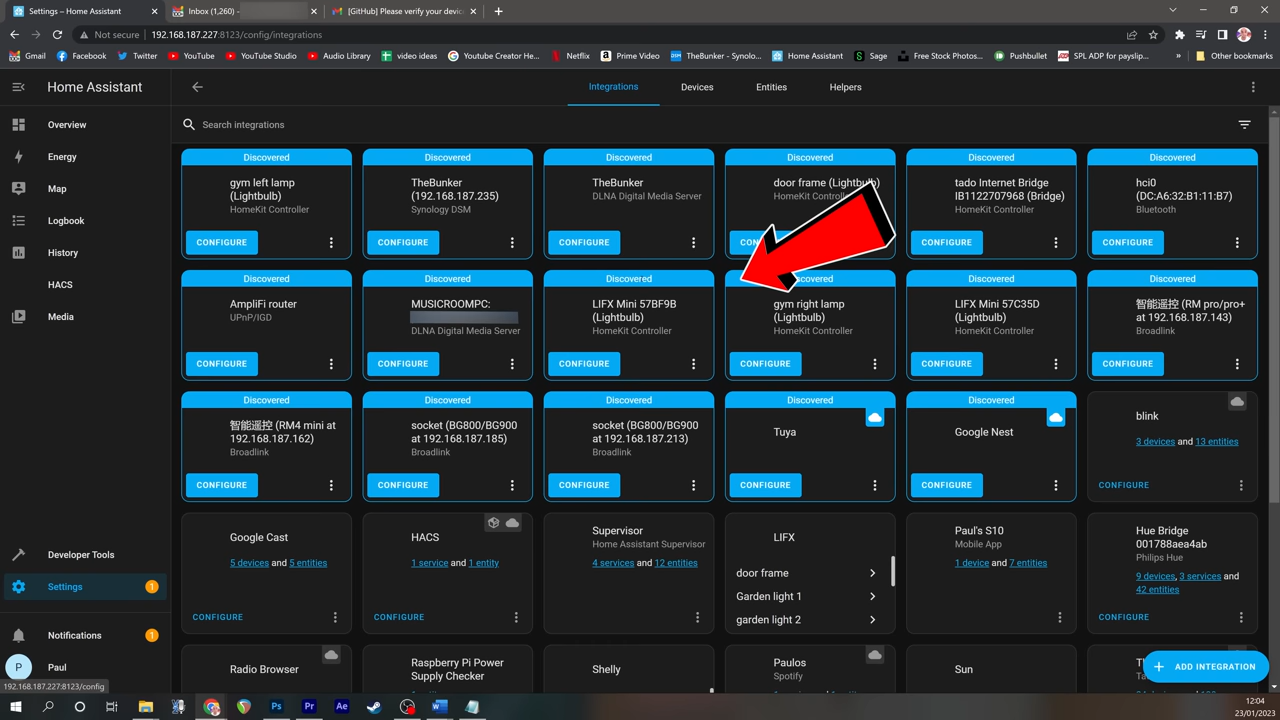 Settings – Home Assistant
Inbox (1,260) -
[GitHub] Please verify your devic
Not secure
192.168.187.227:8123/config/integrations
Gmail
Facebook
Twitter
YouTube
YouTube Studio
Audio Library
video ideas
Youtube Creator He...
Netflix
Prime Video
TheBunker - Synolo...
Home Assistant
Sage
Free Stock Photos...
Pushbullet
SPL ADP for payslip...
»
Other bookmarks
Home Assistant
Integrations
Devices
Entities
Helpers
Overview
Energy
Map
Logbook
History
HACS
Media
Developer Tools
Settings
1
Notifications
1
P
Paul
192.168.187.227:8123/config
Search integrations
Discovered
gym left lamp
(Lightbulb)
HomeKit Controller
CONFIGURE
Discovered
TheBunker
(192.168.187.235)
Synology DSM
CONFIGURE
Discovered
TheBunker
DLNA Digital Media Server
CONFIGURE
Discovered
door frame (Lightbulb)
HomeKit Controller
Discovered
tado Internet Bridge
IB1122707968 (Bridge)
HomeKit Controller
CONFIGURE
Discovered
hci0
(DC:A6:32:B1:11:B7)
Bluetooth
CONFIGURE
Discovered
AmpliFi router
UPnP/IGD
CONFIGURE
Discovered
MUSICROOMPC:
DLNA Digital Media Server
CONFIGURE
Discovered
LIFX Mini 57BF9B
(Lightbulb)
HomeKit Controller
CONFIGURE
gym right lamp
(Lightbulb)
HomeKit Controller
CONFIGURE
Discovered
LIFX Mini 57C35D
(Lightbulb)
HomeKit Controller
CONFIGURE
Discovered
智能遥控 (RM pro/pro+
at 192.168.187.143)
Broadlink
CONFIGURE
Discovered
智能遥控 (RM4 mini at
192.168.187.162)
Broadlink
CONFIGURE
Discovered
socket (BG800/BG900
at 192.168.187.185)
Broadlink
CONFIGURE
Discovered
socket (BG800/BG900
at 192.168.187.213)
Broadlink
CONFIGURE
Discovered
Tuya
CONFIGURE
Discovered
Google Nest
CONFIGURE
blink
3 devices and 13 entities
CONFIGURE
Google Cast
5 devices and 5 entities
CONFIGURE
HACS
1 service and 1 entity
CONFIGURE
Supervisor
Home Assistant Supervisor
4 services and 12 entities
LIFX
door frame
Garden light 1
garden light 2
Paul's S10
Mobile App
1 device and 7 entities
Hue Bridge
001788aea4ab
Philips Hue
9 devices, 3 services and
42 entities
CONFIGURE
Radio Browser
Raspberry Pi Power
Supply Checker
Shelly
Paulos
Spotify
Sun
ADD INTEGRATION
12:04
23/01/2023